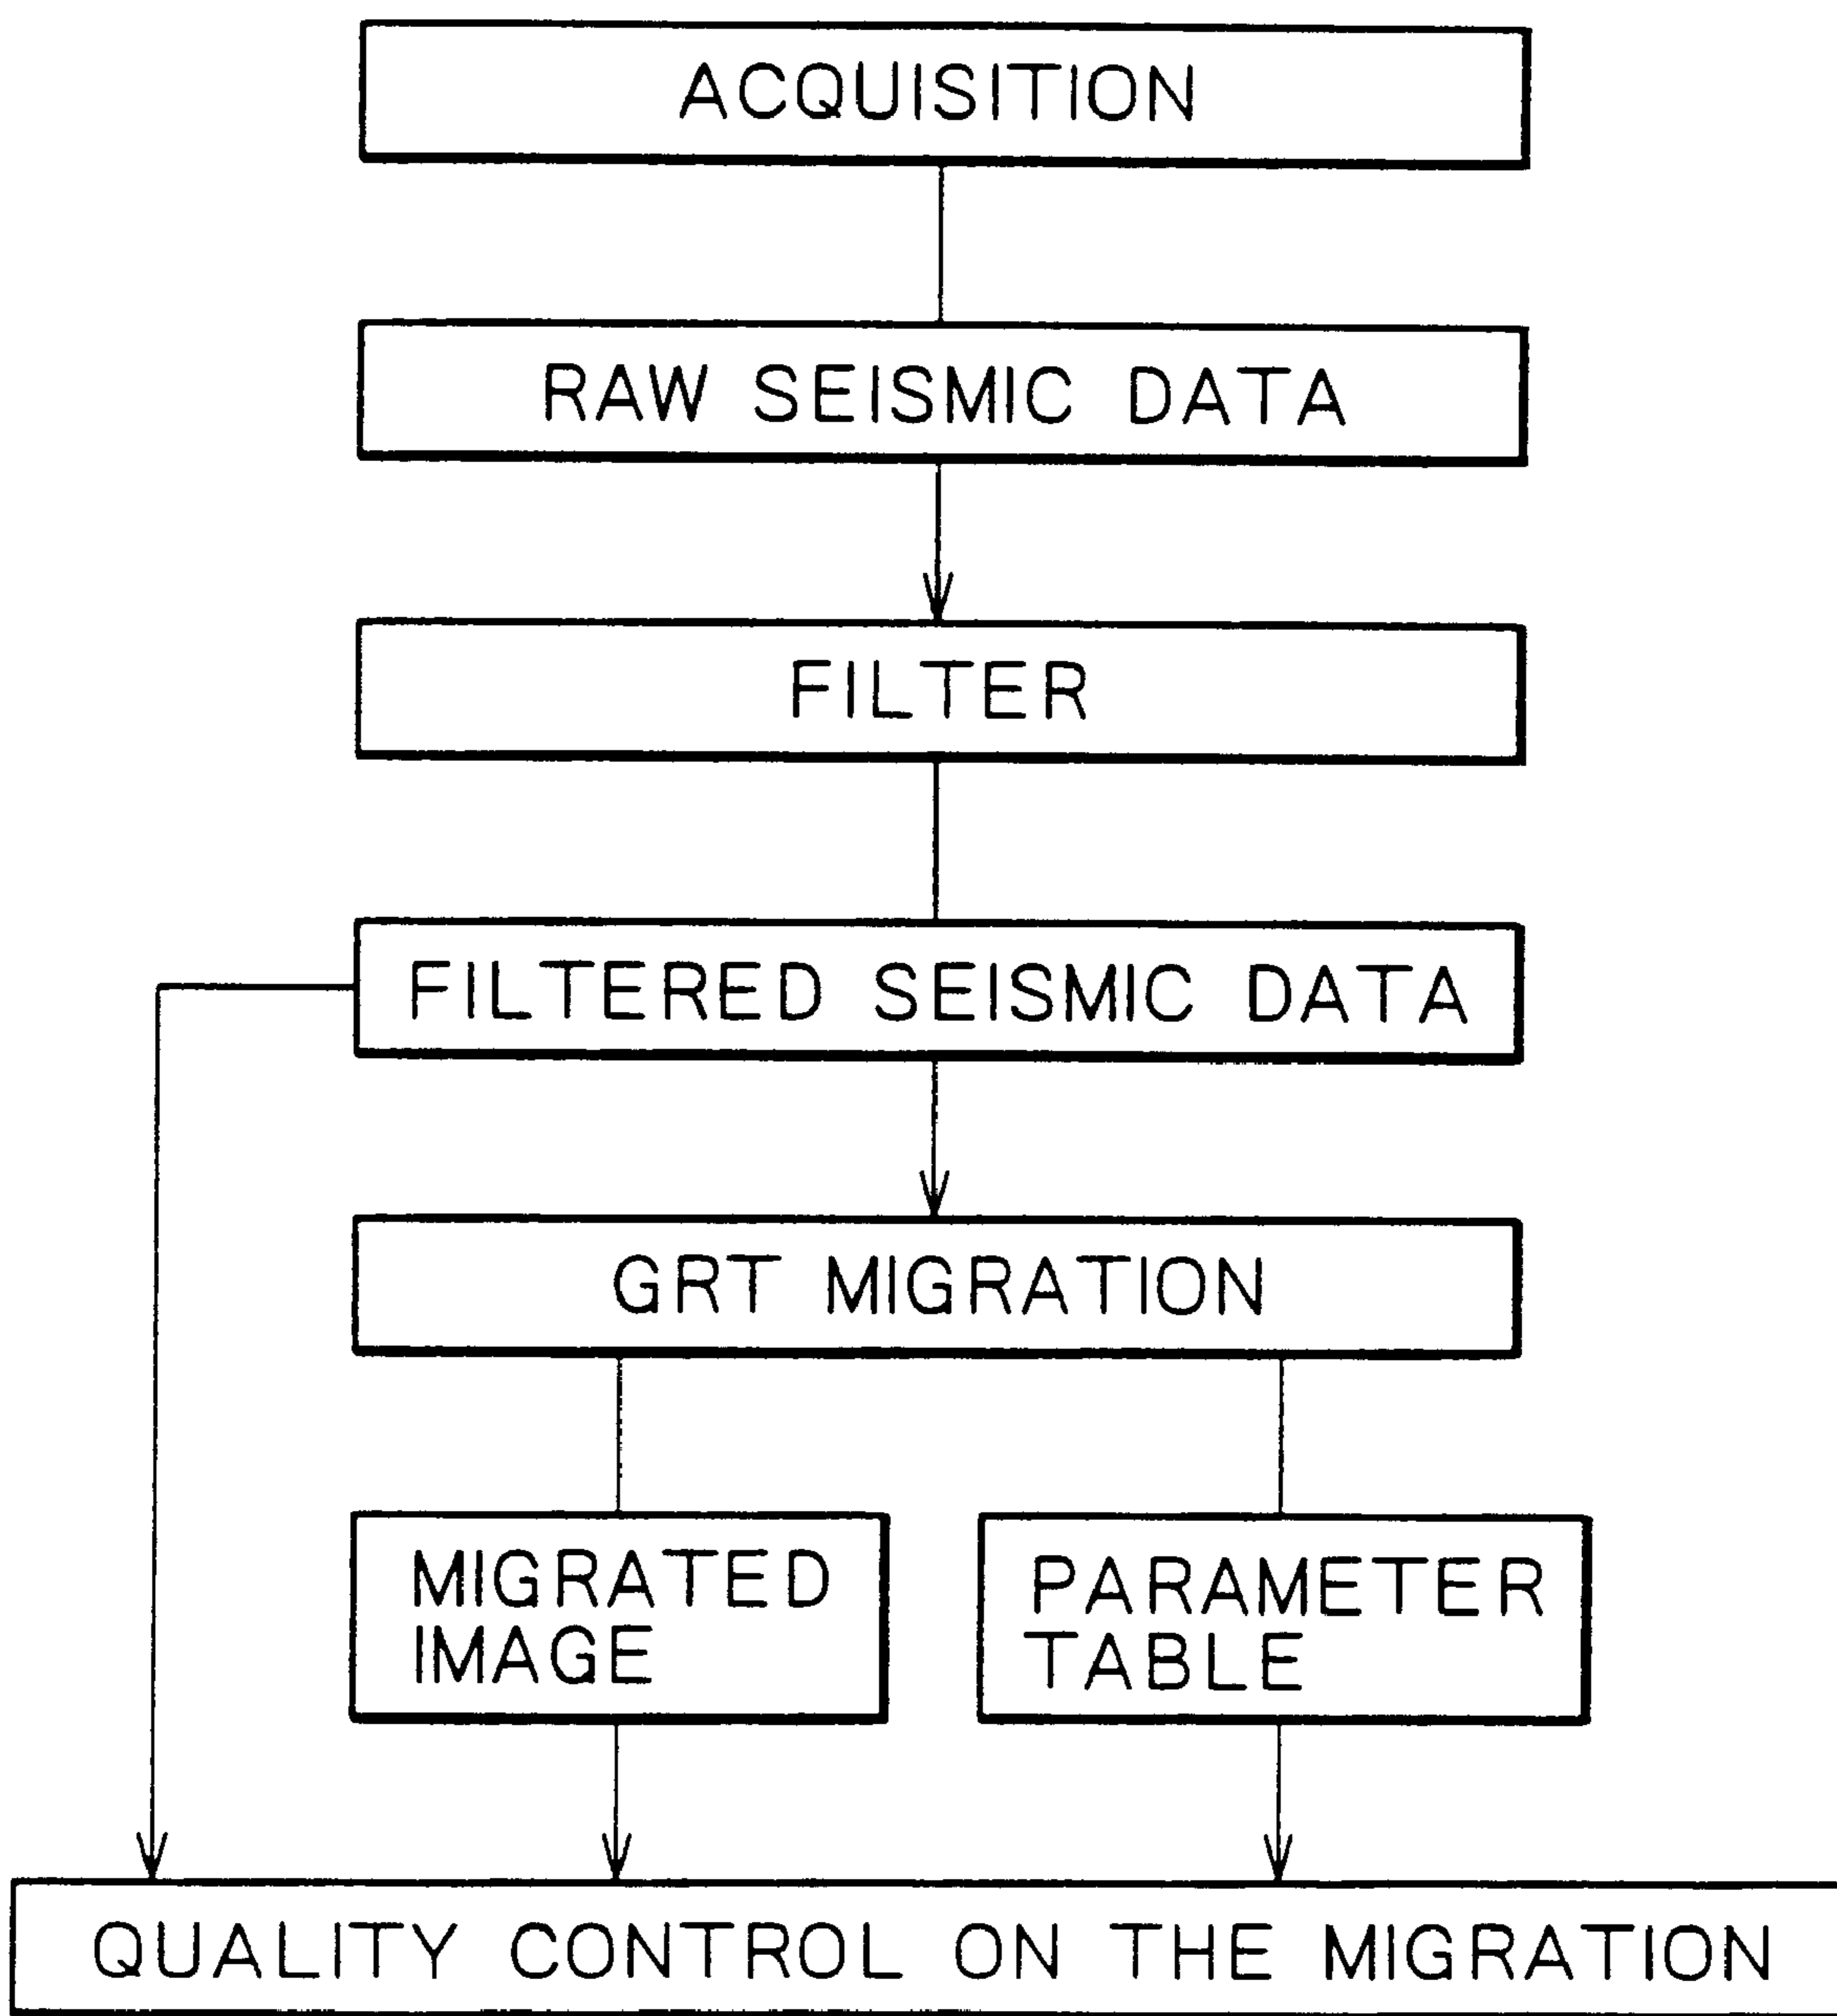 ACQUISITION
RAW SEISMIC DATA
FILTER
FILTERED SEISMIC DATA
GRT MIGRATION
MIGRATED
IMAGE
PARAMETER
TABLE
QUALITY CONTROL ON THE MIGRATION